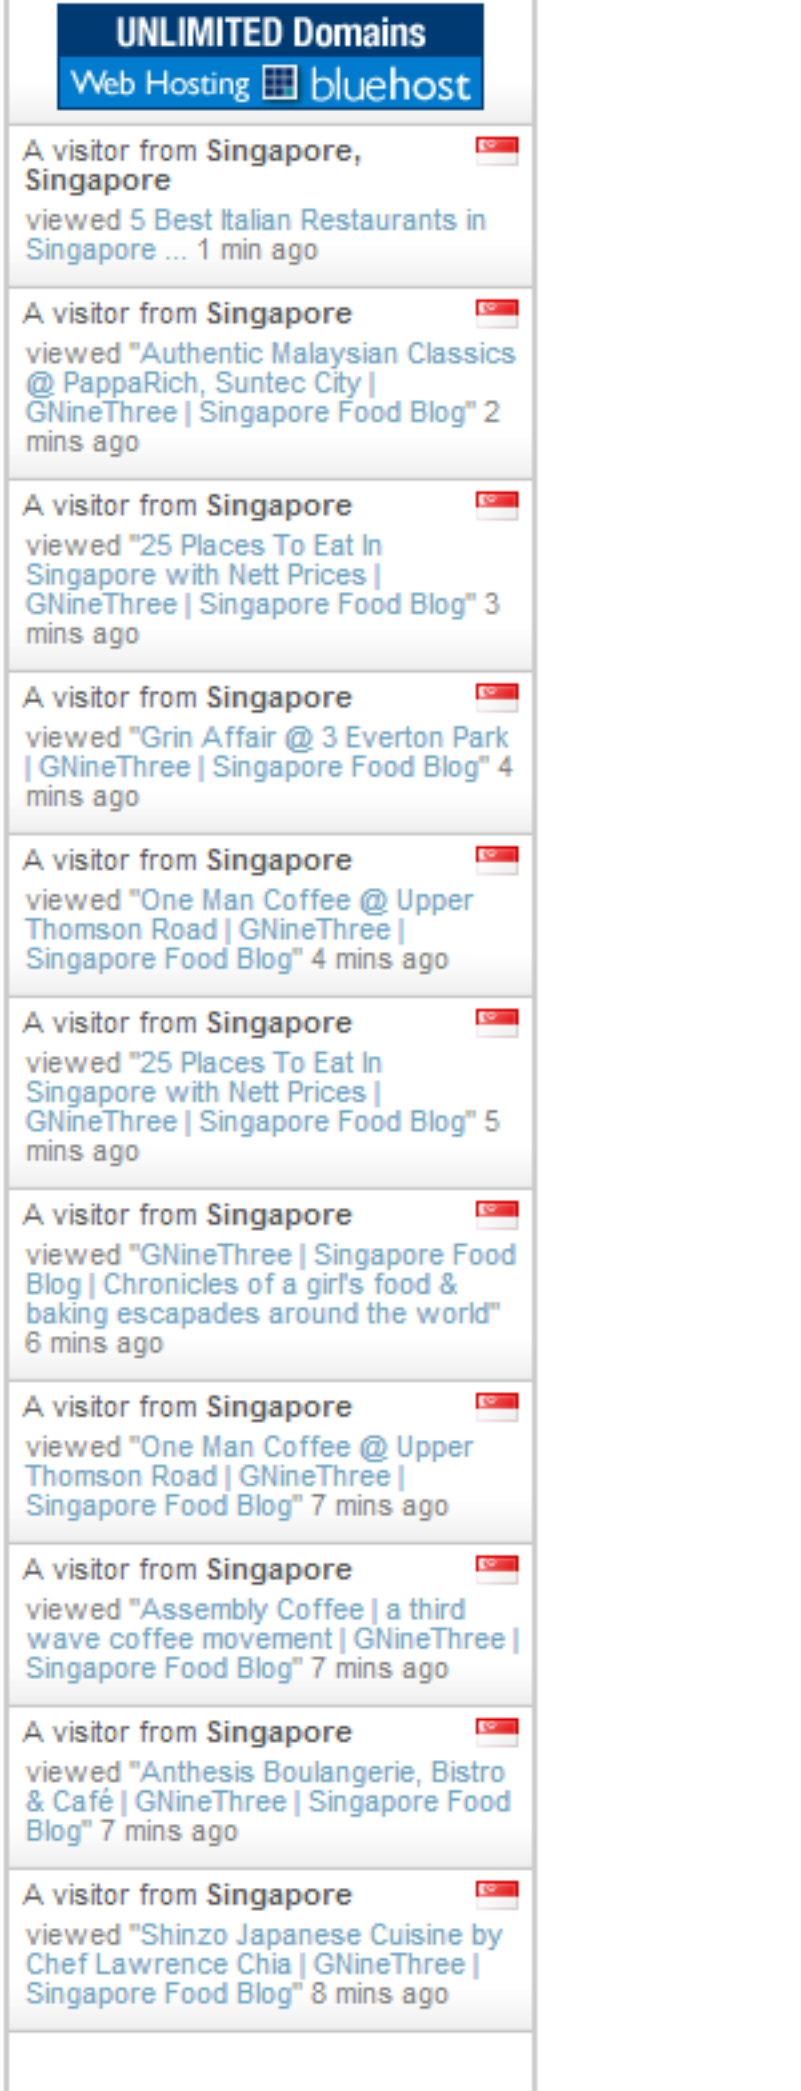 UNLIMITED Domains
Web Hosting bluehost
A visitor from Singapore,
Singapore
viewed 5 Best Italian Restaurants in
Singapore ... 1 min ago
A visitor from Singapore
viewed "Authentic Malaysian Classics
@ PappaRich, Suntec City |
GNineThree | Singapore Food Blog" 2
mins ago
A visitor from Singapore
viewed "25 Places To Eat In
Singapore with Nett Prices |
GNineThree | Singapore Food Blog" 3
mins ago
A visitor from Singapore
viewed "Grin Affair @ 3 Everton Park
| GNineThree | Singapore Food Blog" 4
mins ago
A visitor from Singapore
viewed "One Man Coffee @ Upper
Thomson Road | GNineThree |
Singapore Food Blog" 4 mins ago
A visitor from Singapore
viewed "25 Places To Eat In
Singapore with Nett Prices |
GNineThree | Singapore Food Blog" 5
mins ago
A visitor from Singapore
viewed "GNineThree | Singapore Food
Blog | Chronicles of a girl's food &
baking escapades around the world"
6 mins ago
A visitor from Singapore
viewed "One Man Coffee @ Upper
Thomson Road | GNineThree |
Singapore Food Blog" 7 mins ago
A visitor from Singapore
viewed "Assembly Coffee | a third
wave coffee movement | GNineThree |
Singapore Food Blog" 7 mins ago
A visitor from Singapore
viewed "Anthesis Boulangerie, Bistro
& Café | GNineThree | Singapore Food
Blog" 7 mins ago
A visitor from Singapore
viewed "Shinzo Japanese Cuisine by
Chef Lawrence Chia | GNineThree |
Singapore Food Blog" 8 mins ago